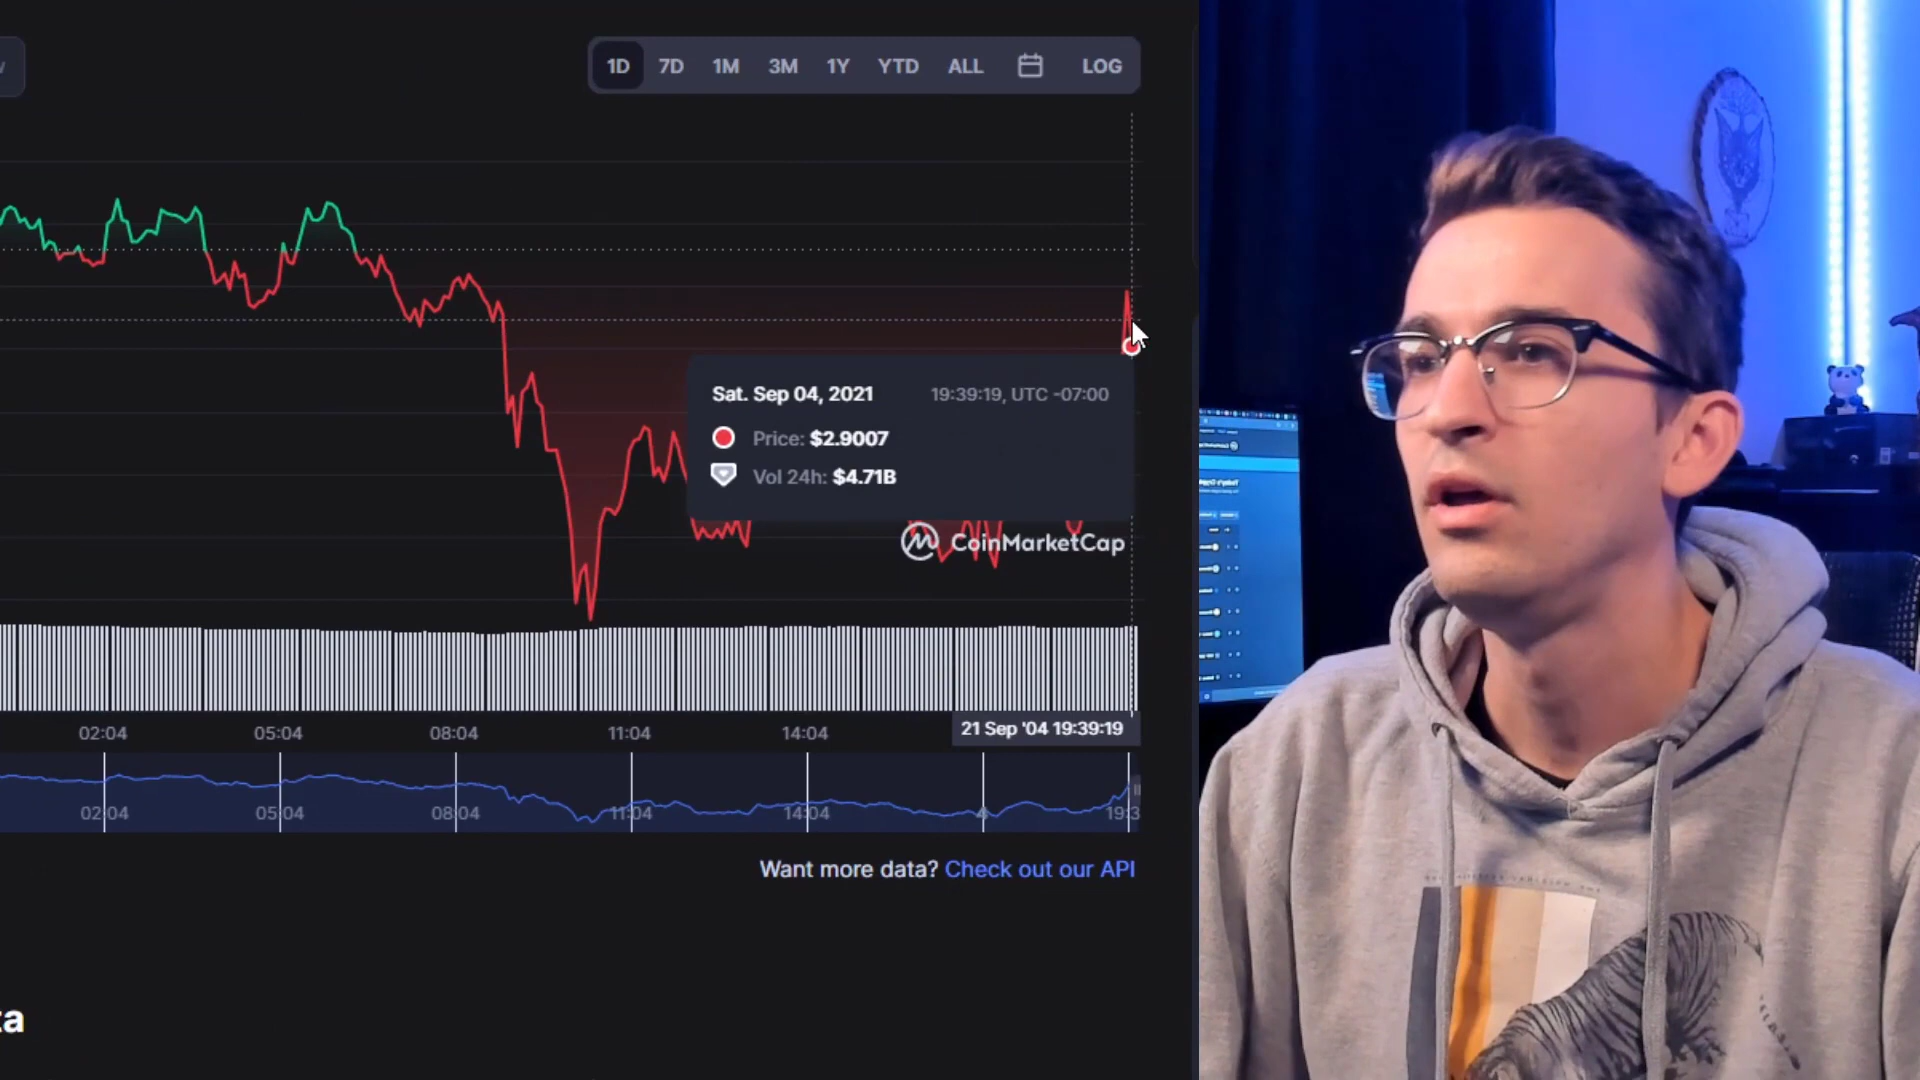 1D 7D 1M 3M 1Y YTD ALL LOG
Sat. Sep 04, 2021 19:39:19, UTC -07:00
Price: $2.9007
Vol 24h: $4.71B
CoinMarketCap
02:04 05:04 08:04 11:04 14:04 21 Sep '04 19:39:19
02:04 05:04 08:04 11:04 14:04 19:3
Want more data? Check out our API
ta